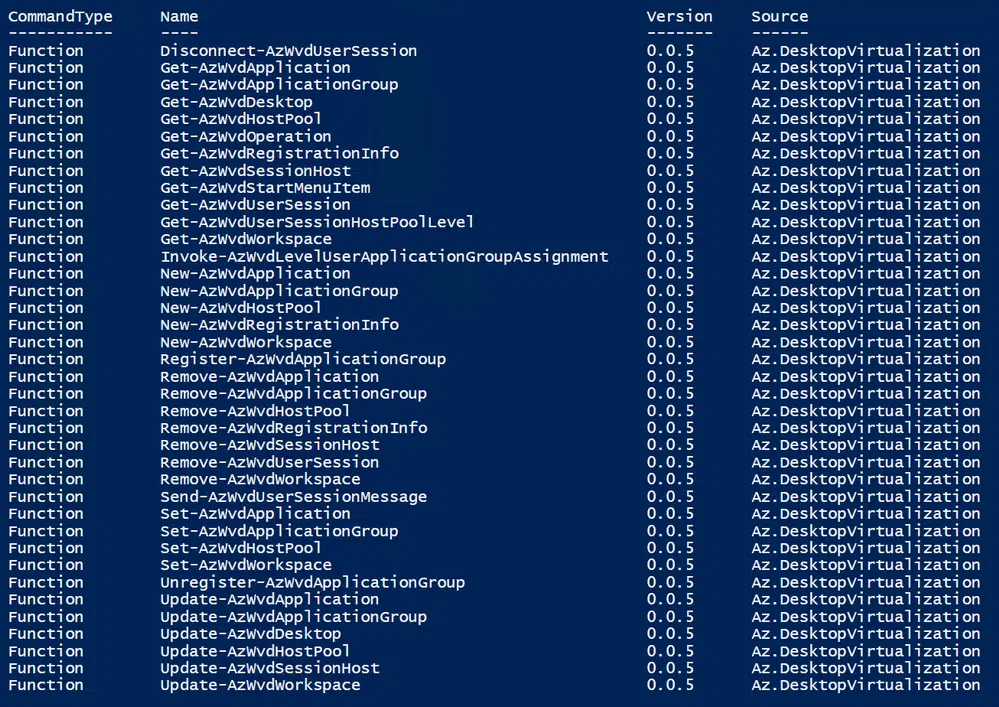 CommandType Name Version Source
----------- ---- ------- ------
Function Disconnect-AzWvdUserSession 0.0.5 Az.DesktopVirtualization
Function Get-AzWvdApplication 0.0.5 Az.DesktopVirtualization
Function Get-AzWvdApplicationGroup 0.0.5 Az.DesktopVirtualization
Function Get-AzWvdDesktop 0.0.5 Az.DesktopVirtualization
Function Get-AzWvdHostPool 0.0.5 Az.DesktopVirtualization
Function Get-AzWvdOperation 0.0.5 Az.DesktopVirtualization
Function Get-AzWvdRegistrationInfo 0.0.5 Az.DesktopVirtualization
Function Get-AzWvdSessionHost 0.0.5 Az.DesktopVirtualization
Function Get-AzWvdStartMenuItem 0.0.5 Az.DesktopVirtualization
Function Get-AzWvdUserSession 0.0.5 Az.DesktopVirtualization
Function Get-AzWvdUserSessionHostPoolLevel 0.0.5 Az.DesktopVirtualization
Function Get-AzWvdWorkspace 0.0.5 Az.DesktopVirtualization
Function Invoke-AzWvdLevelUserApplicationGroupAssignment 0.0.5 Az.DesktopVirtualization
Function New-AzWvdApplication 0.0.5 Az.DesktopVirtualization
Function New-AzWvdApplicationGroup 0.0.5 Az.DesktopVirtualization
Function New-AzWvdHostPool 0.0.5 Az.DesktopVirtualization
Function New-AzWvdRegistrationInfo 0.0.5 Az.DesktopVirtualization
Function New-AzWvdWorkspace 0.0.5 Az.DesktopVirtualization
Function Register-AzWvdApplicationGroup 0.0.5 Az.DesktopVirtualization
Function Remove-AzWvdApplication 0.0.5 Az.DesktopVirtualization
Function Remove-AzWvdApplicationGroup 0.0.5 Az.DesktopVirtualization
Function Remove-AzWvdHostPool 0.0.5 Az.DesktopVirtualization
Function Remove-AzWvdRegistrationInfo 0.0.5 Az.DesktopVirtualization
Function Remove-AzWvdSessionHost 0.0.5 Az.DesktopVirtualization
Function Remove-AzWvdUserSession 0.0.5 Az.DesktopVirtualization
Function Remove-AzWvdWorkspace 0.0.5 Az.DesktopVirtualization
Function Send-AzWvdUserSessionMessage 0.0.5 Az.DesktopVirtualization
Function Set-AzWvdApplication 0.0.5 Az.DesktopVirtualization
Function Set-AzWvdApplicationGroup 0.0.5 Az.DesktopVirtualization
Function Set-AzWvdHostPool 0.0.5 Az.DesktopVirtualization
Function Set-AzWvdWorkspace 0.0.5 Az.DesktopVirtualization
Function Unregister-AzWvdApplicationGroup 0.0.5 Az.DesktopVirtualization
Function Update-AzWvdApplication 0.0.5 Az.DesktopVirtualization
Function Update-AzWvdApplicationGroup 0.0.5 Az.DesktopVirtualization
Function Update-AzWvdDesktop 0.0.5 Az.DesktopVirtualization
Function Update-AzWvdHostPool 0.0.5 Az.DesktopVirtualization
Function Update-AzWvdSessionHost 0.0.5 Az.DesktopVirtualization
Function Update-AzWvdWorkspace 0.0.5 Az.DesktopVirtualization